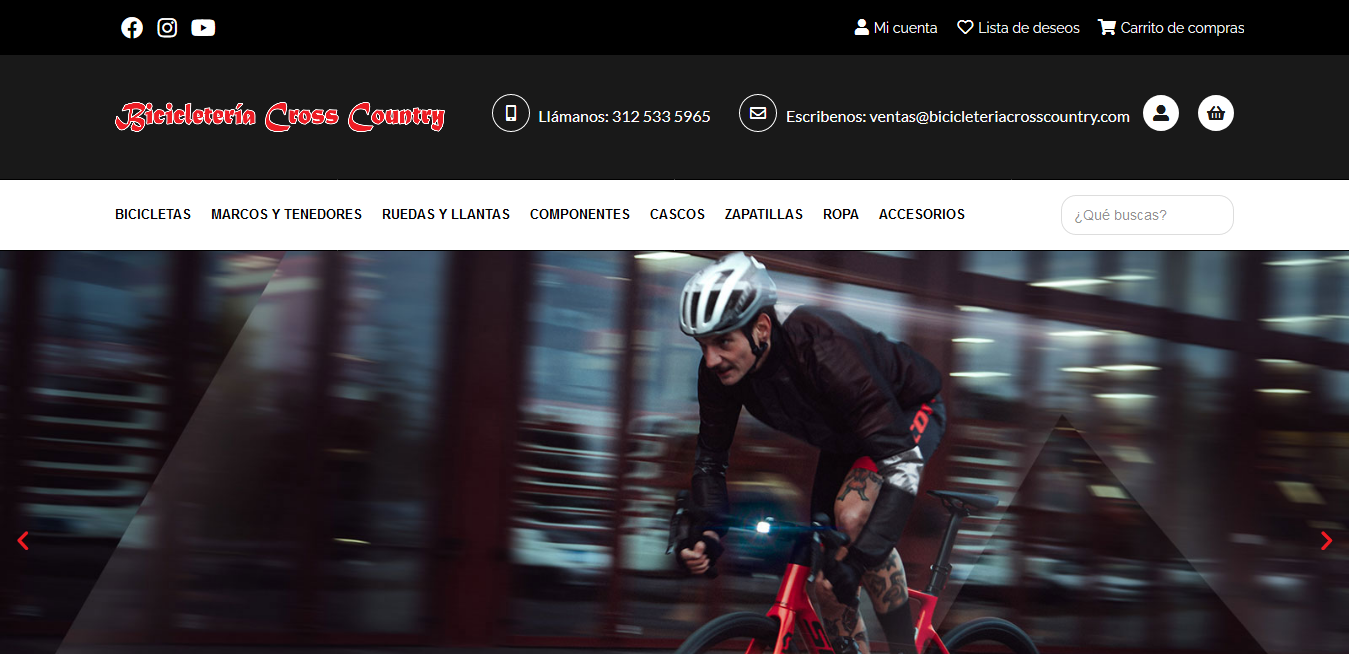 Mi cuenta Lista de deseos Carrito de compras
Bicicletería Cross Country Llámanos: 312 533 5965 Escribenos: ventas@bicicleteriacrosscountry.com
BICICLETAS MARCOS Y TENEDORES RUEDAS Y LLANTAS COMPONENTES CASCOS ZAPATILLAS ROPA ACCESORIOS ¿Qué buscas?